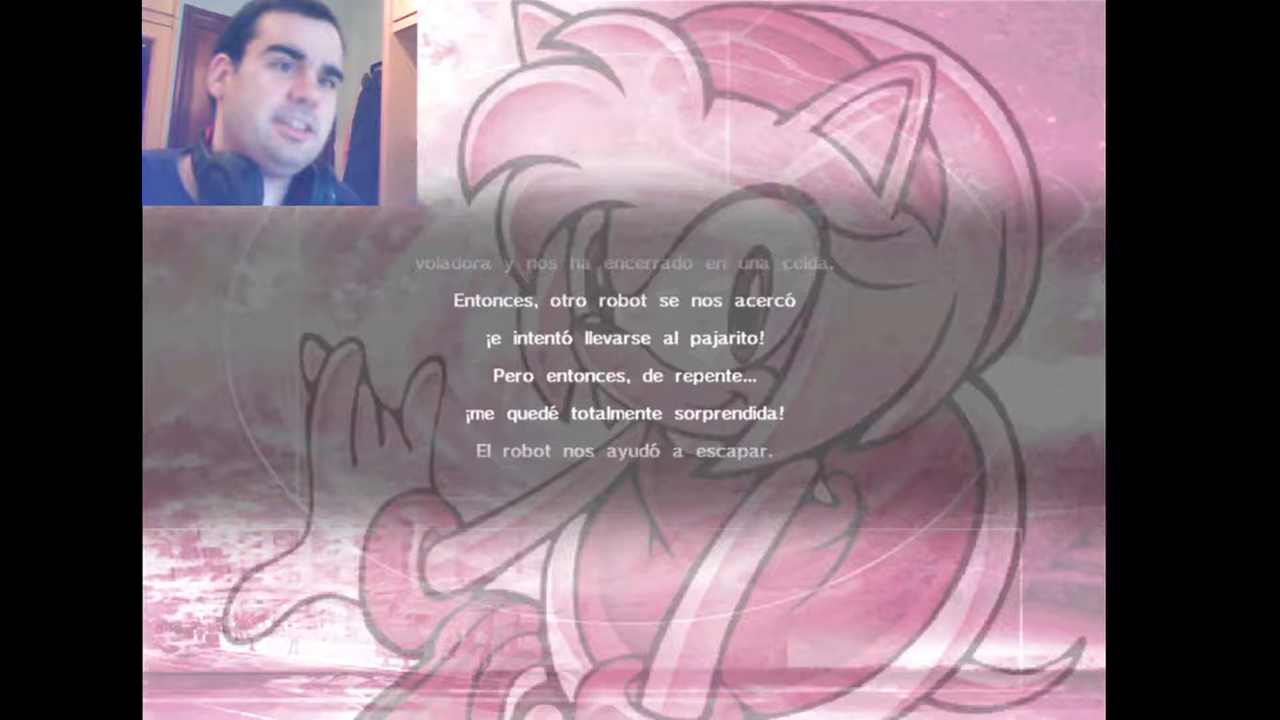 voladora y nos ha encerrado en una celda.
Entonces, otro robot se nos acercó
¡e intentó llevarse al pajarito!
Pero entonces, de repente...
¡me quedé totalmente sorprendida!
El robot nos ayudó a escapar.